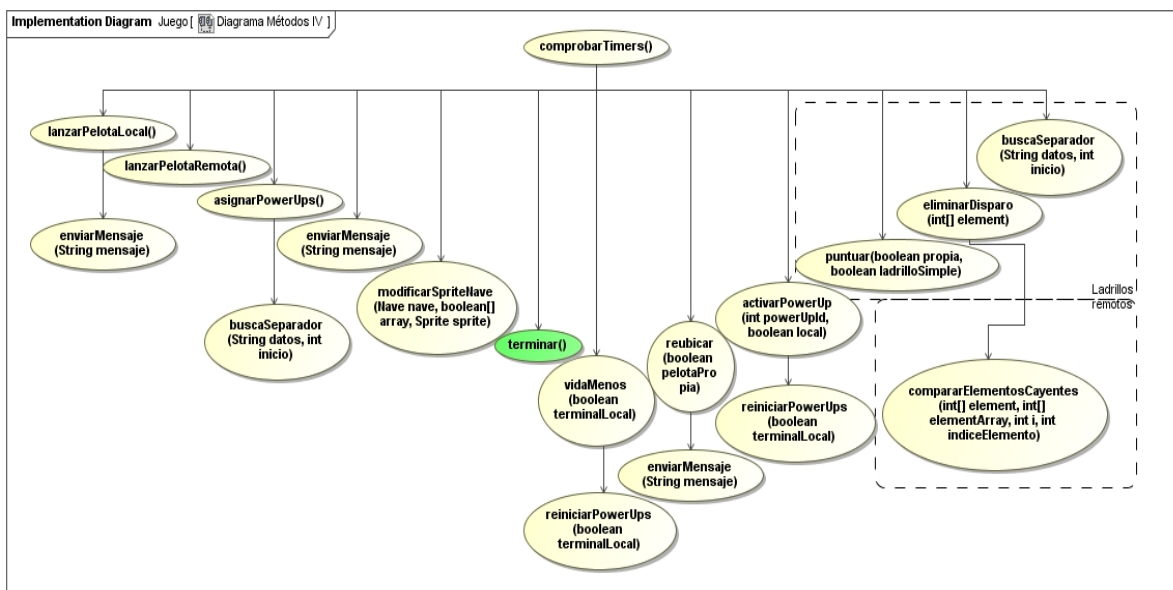 Implementation Diagram Juego [ Diagrama Métodos IV ]
comprobarTimers()
lanzarPelotaLocal()
lanzarPelotaRemota()
asignarPowerUps()
enviarMensaje
(String mensaje)
enviarMensaje
(String mensaje)
modificarSpriteNave
(Nave nave, boolean[]
array, Sprite sprite)
buscaSeparador
(String datos, int
inicio)
terminar()
vidaMenos
(boolean
terminalLocal)
reiniciarPowerUps
(boolean
terminalLocal)
reubicar
(boolean
pelotaPro
pia)
enviarMensaje
(String mensaje)
activarPowerUp
(int powerUpId,
boolean local)
reiniciarPowerUps
(boolean
terminalLocal)
puntuar(boolean propia,
boolean ladrilloSimple)
eliminarDisparo
(int[] element)
buscaSeparador
(String datos, int
inicio)
Ladrillos
remotos
compararElementosCayentes
(int[] element, int[]
elementArray, int i, int
indiceElemento)